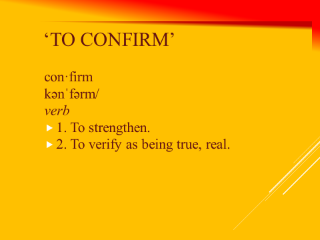 ‘TO CONFIRM’
con·firm
kənˈfərm/
verb
1. To strengthen.
2. To verify as being true, real.